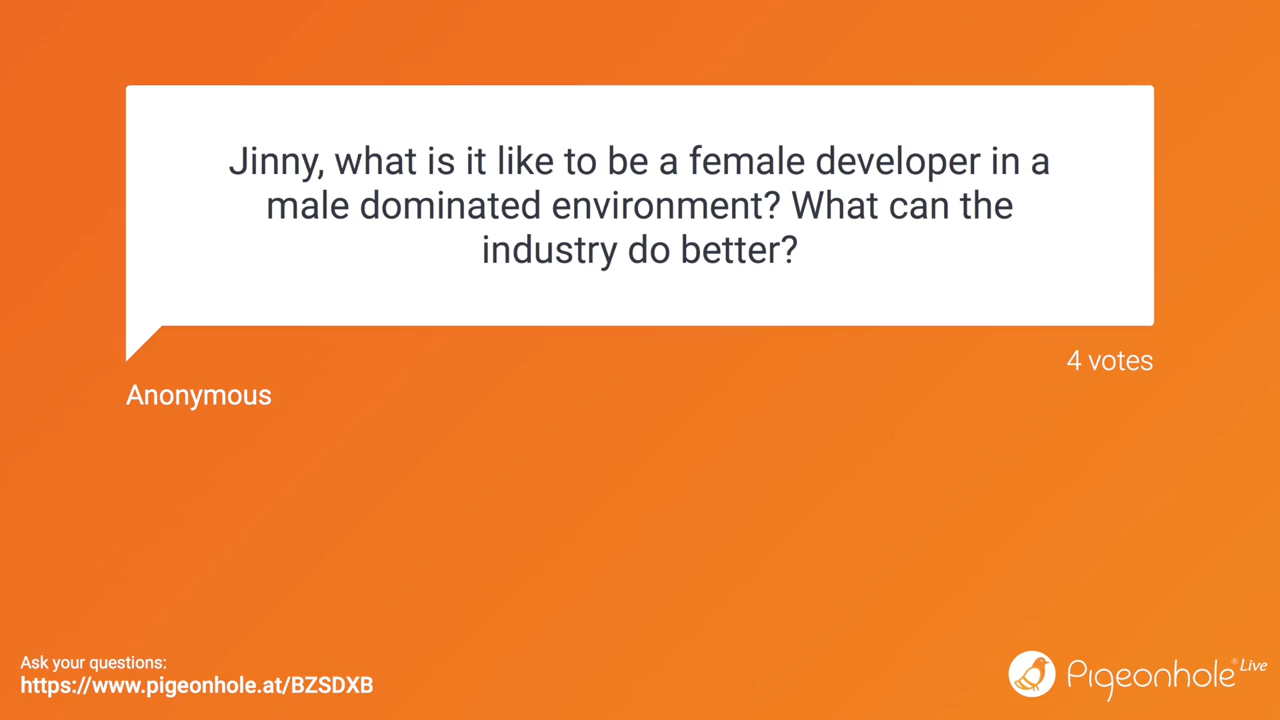 Jinny, what is it like to be a female developer in a
male dominated environment? What can the
industry do better?
4 votes
Anonymous
Ask your questions:
https://www.pigeonhole.at/BZSDXB
Pigeonhole® Live